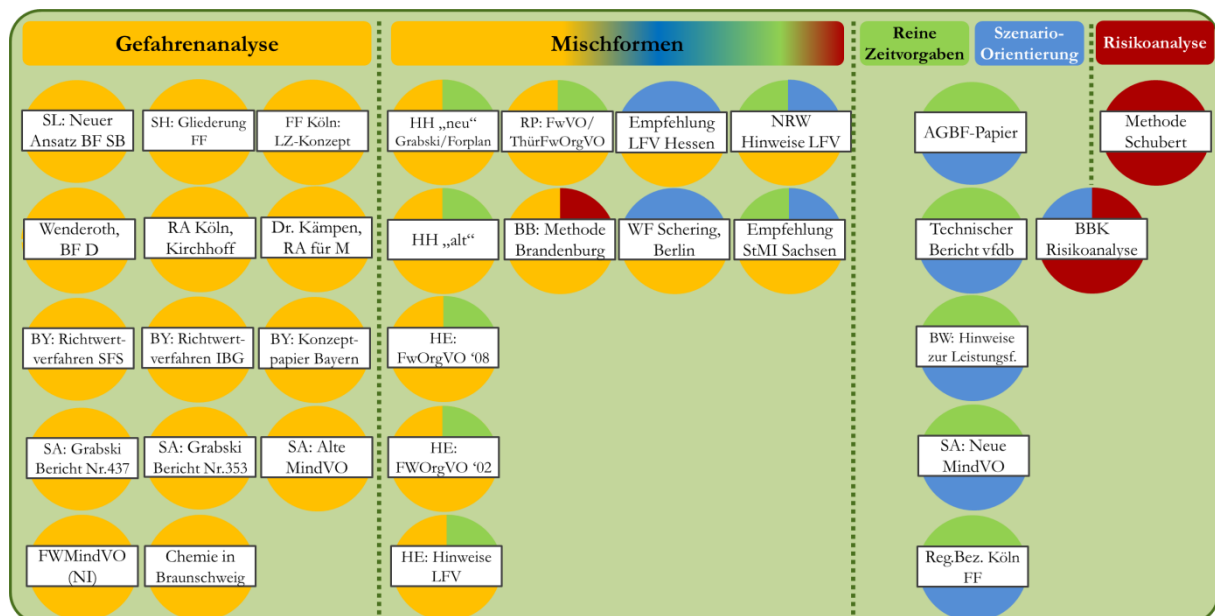 Gefahrenanalyse
Mischformen
Reine
Zeitvorgaben
Szenario-
Orientierung
Risikoanalyse
SL: Neuer
Ansatz BF SB
SH: Gliederung
FF
FF Köln:
LZ-Konzept
HH „neu“
Grabski/Forplan
RP: FwVO/
ThürFwOrgVO
Empfehlung
LFV Hessen
NRW
Hinweise LFV
AGBF-Papier
Methode
Schubert
Wenderoth,
BF D
RA Köln,
Kirchhoff
Dr. Kämpen,
RA für M
HH „alt“
BB: Methode
Brandenburg
WF Schering,
Berlin
Empfehlung
StMI Sachsen
Technischer
Bericht vfdb
BBK
Risikoanalyse
BY: Richtwert-
verfahren SFS
BY: Richtwert-
verfahren IBG
BY: Konzept-
papier Bayern
HE:
FwOrgVO ‘08
BW: Hinweise
zur Leistungsf.
SA: Grabski
Bericht Nr.437
SA: Grabski
Bericht Nr.353
SA: Alte
MindVO
HE:
FWOrgVO ‘02
SA: Neue
MindVO
FWMindVO
(NI)
Chemie in
Braunschweig
HE: Hinweise
LFV
Reg.Bez. Köln
FF